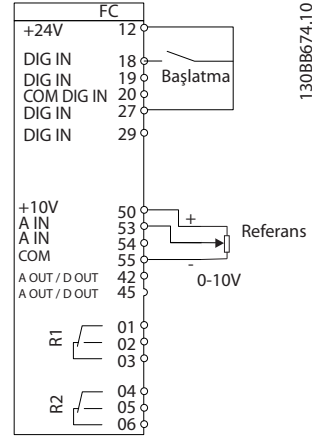 FC
+24V 12
DIG IN 18
DIG IN 19
COM DIG IN 20
DIG IN 27
DIG IN 29
Başlatma
130BB674.10
+10V 50
A IN 53
A IN 54
COM 55
A OUT / D OUT 42
A OUT / D OUT 45
+
-
Referans
0-10V
R1
01
02
03
R2
04
05
06